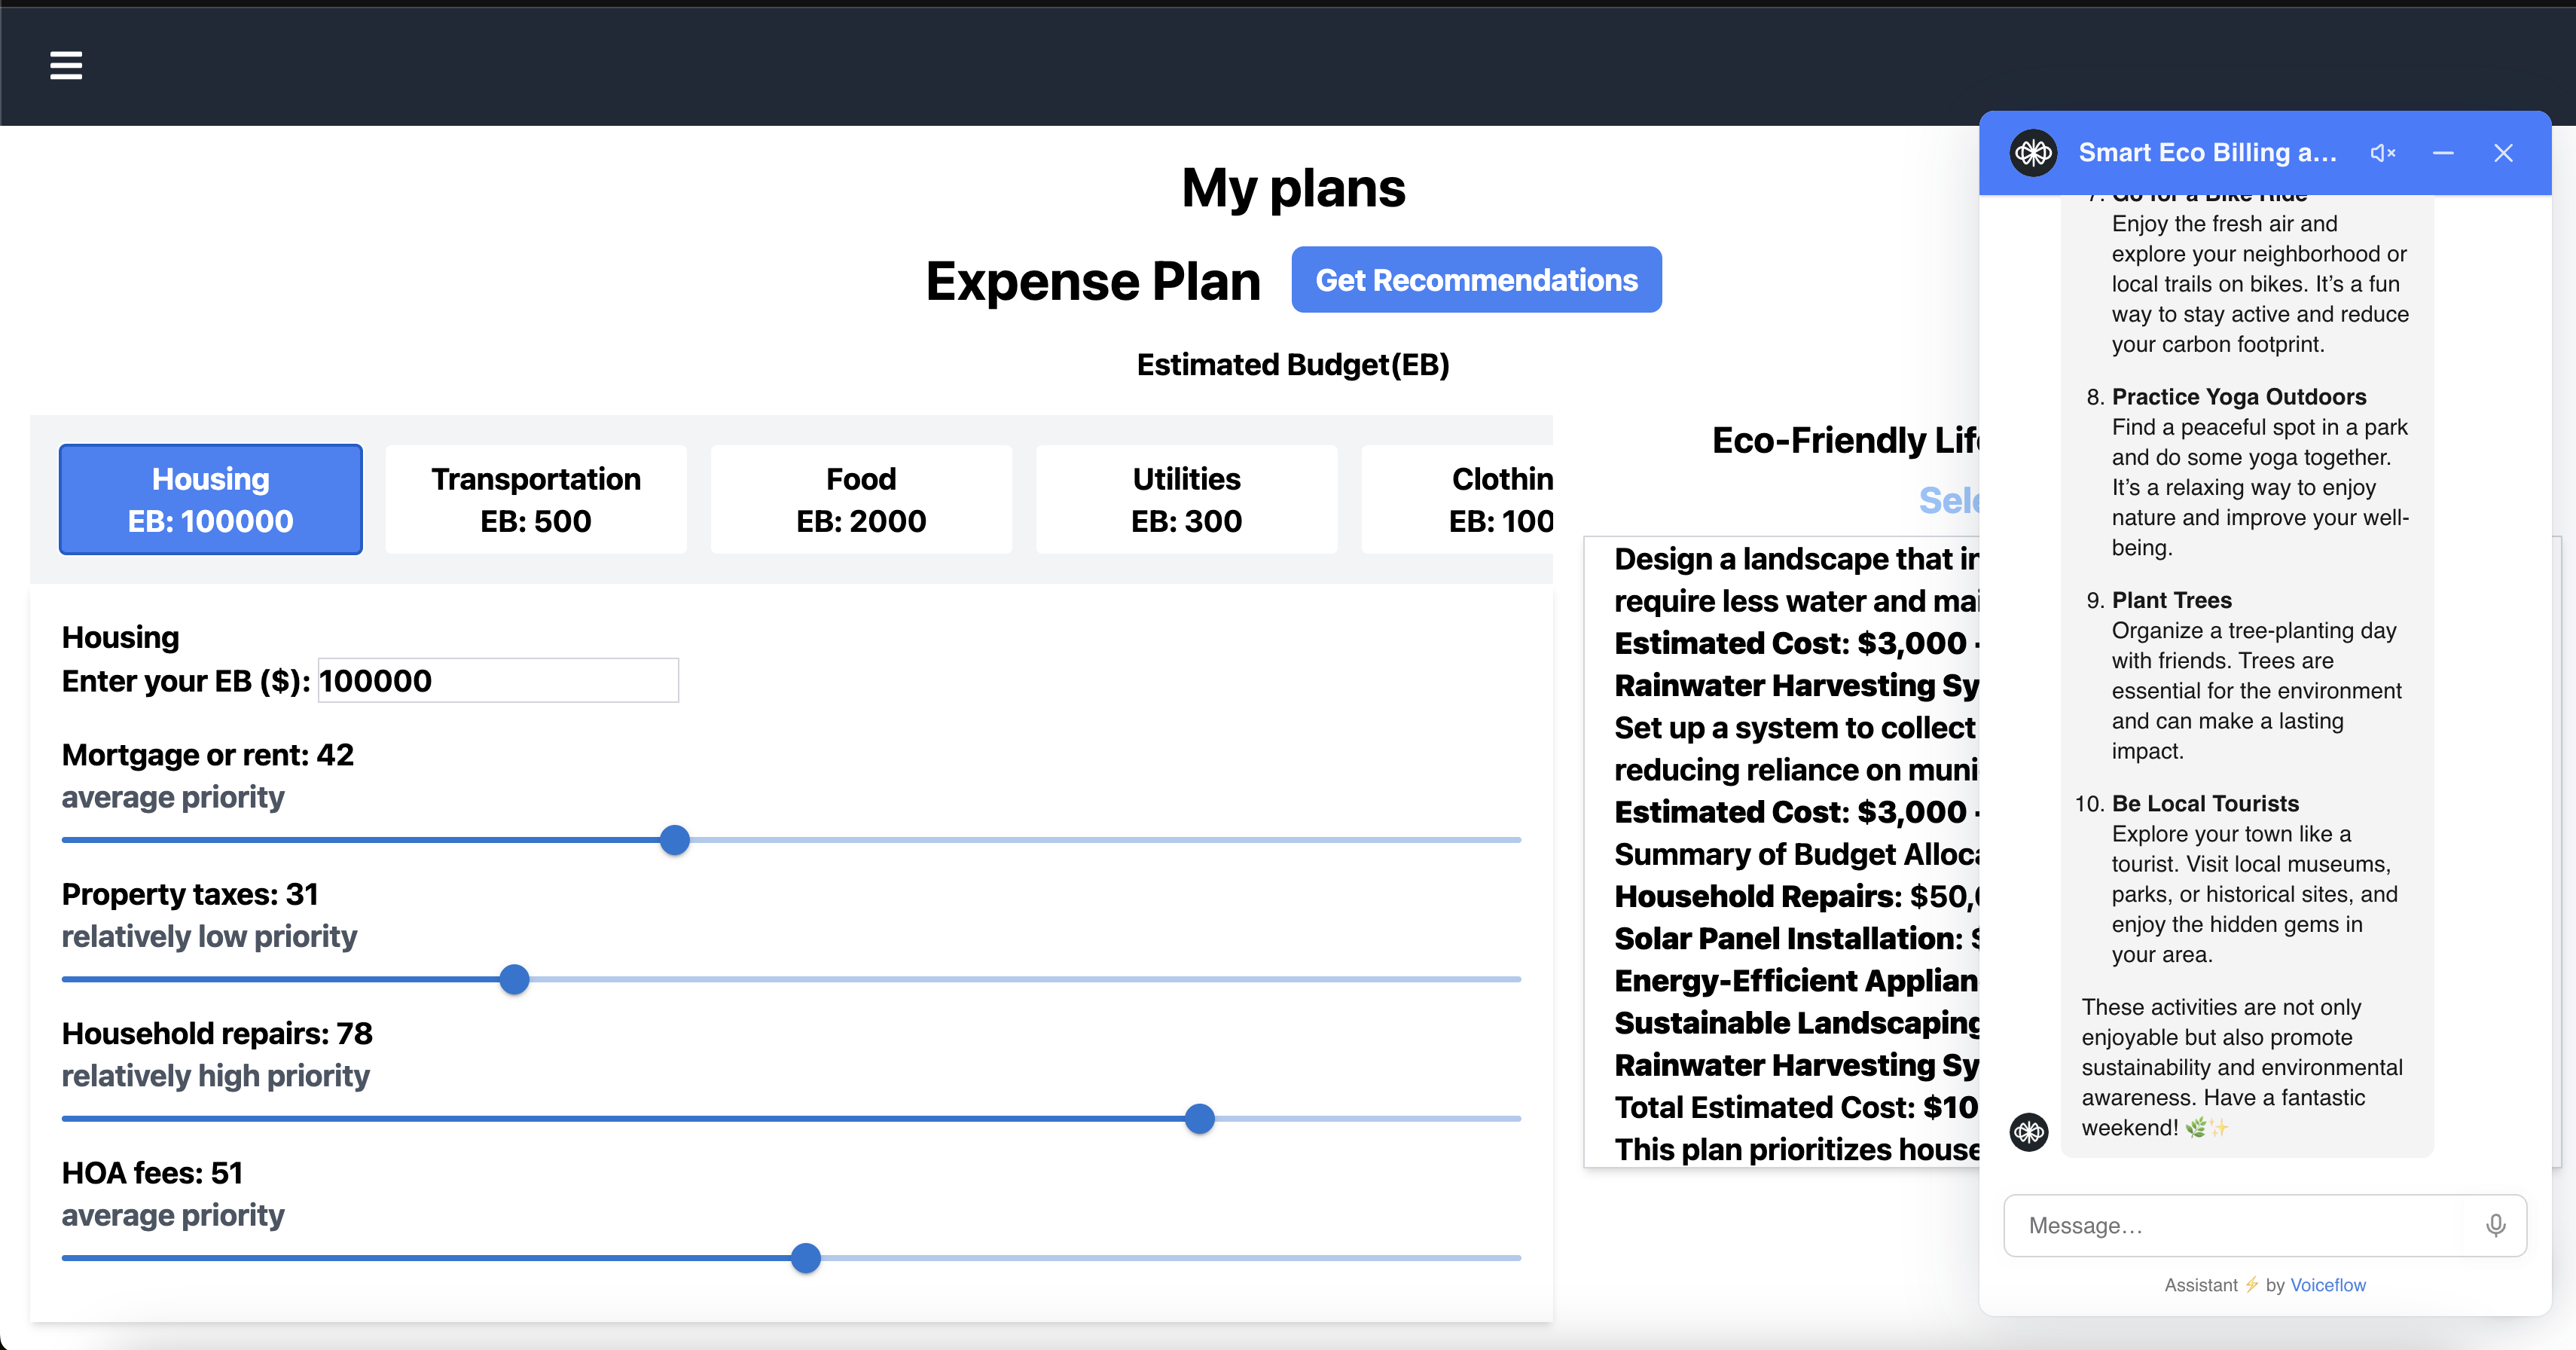 My plans
Expense Plan
Get Recommendations
Estimated Budget(EB)
Housing
EB: 100000
Transportation
EB: 500
Food
EB: 2000
Utilities
EB: 300
Clothin
EB: 100
Housing
Enter your EB ($): 100000
Mortgage or rent: 42
average priority
Property taxes: 31
relatively low priority
Household repairs: 78
relatively high priority
HOA fees: 51
average priority
Eco-Friendly Life
Sele
Design a landscape that in
require less water and mai
Estimated Cost: $3,000 -
Rainwater Harvesting Sy
Set up a system to collect
reducing reliance on muni
Estimated Cost: $3,000 -
Summary of Budget Alloca
Household Repairs: $50,0
Solar Panel Installation: $
Energy-Efficient Applian
Sustainable Landscaping
Rainwater Harvesting Sy
Total Estimated Cost: $10
This plan prioritizes house
Smart Eco Billing a...
7. Go for a Bike Ride
Enjoy the fresh air and
explore your neighborhood or
local trails on bikes. It’s a fun
way to stay active and reduce
your carbon footprint.
8. Practice Yoga Outdoors
Find a peaceful spot in a park
and do some yoga together.
It’s a relaxing way to enjoy
nature and improve your well-
being.
9. Plant Trees
Organize a tree-planting day
with friends. Trees are
essential for the environment
and can make a lasting
impact.
10. Be Local Tourists
Explore your town like a
tourist. Visit local museums,
parks, or historical sites, and
enjoy the hidden gems in
your area.
These activities are not only
enjoyable but also promote
sustainability and environmental
awareness. Have a fantastic
weekend! 🌿✨
Message…
Assistant ⚡ by Voiceflow